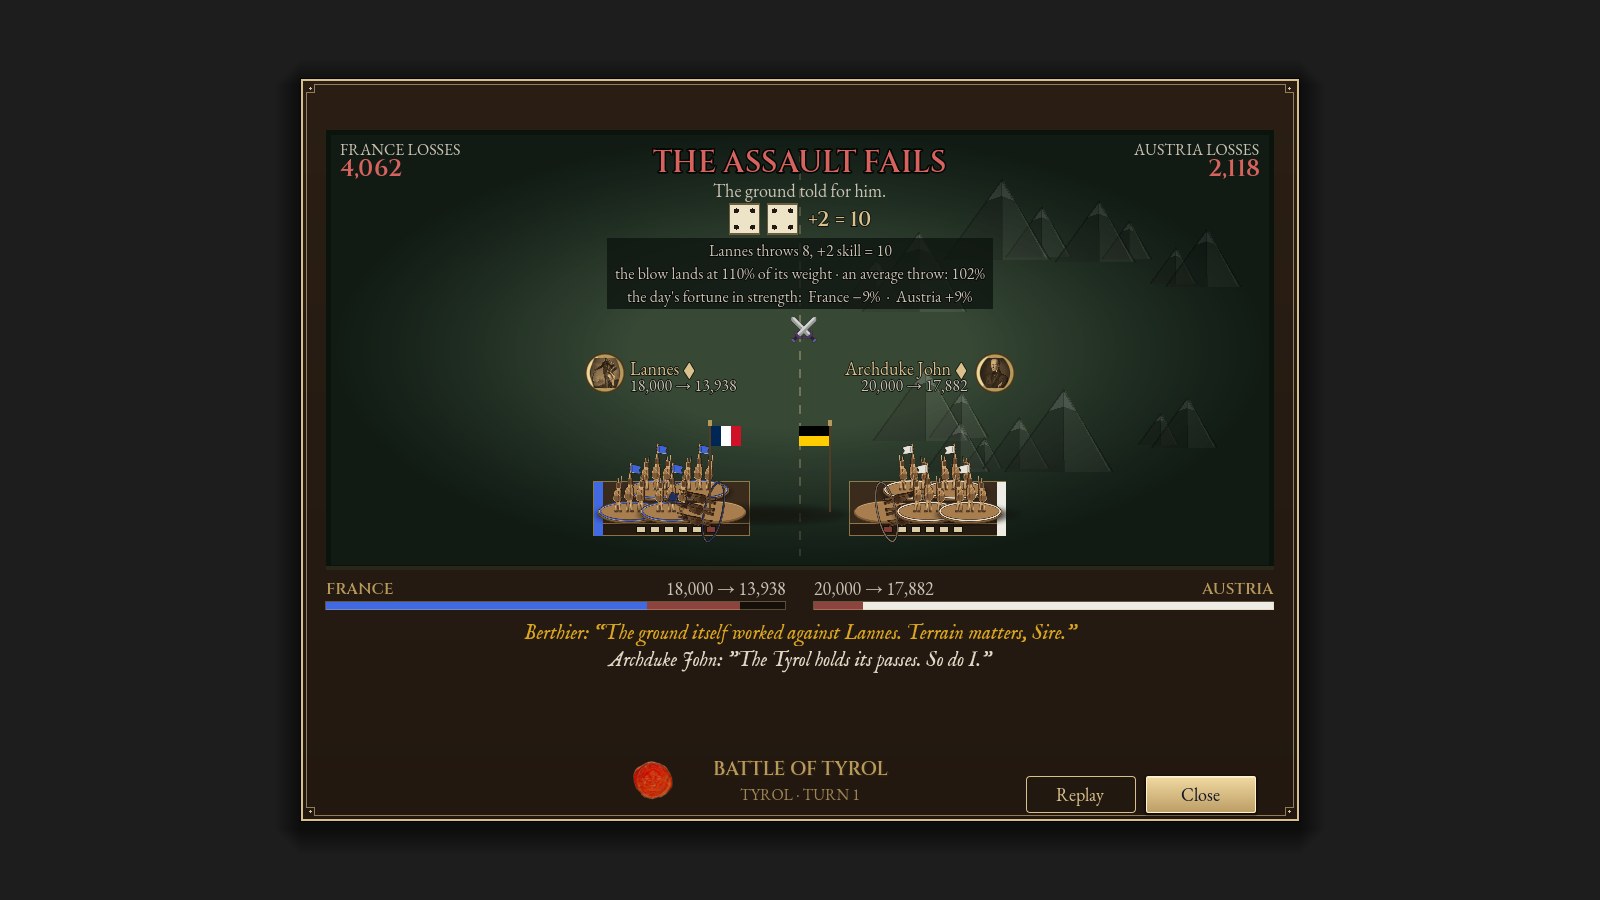 FRANCE LOSSES
4,062
THE ASSAULT FAILS
AUSTRIA LOSSES
2,118
The ground told for him.
+2 = 10
Lannes throws 8, +2 skill = 10
the blow lands at 110% of its weight · an average throw: 102%
the day's fortune in strength: France −9% · Austria +9%
Lannes
18,000 → 13,938
Archduke John
20,000 → 17,882
FRANCE
18,000 → 13,938
20,000 → 17,882
AUSTRIA
Berthier: “The ground itself worked against Lannes. Terrain matters, Sire.”
Archduke John: ”The Tyrol holds its passes. So do I.”
BATTLE OF TYROL
TYROL · TURN 1
Replay
Close